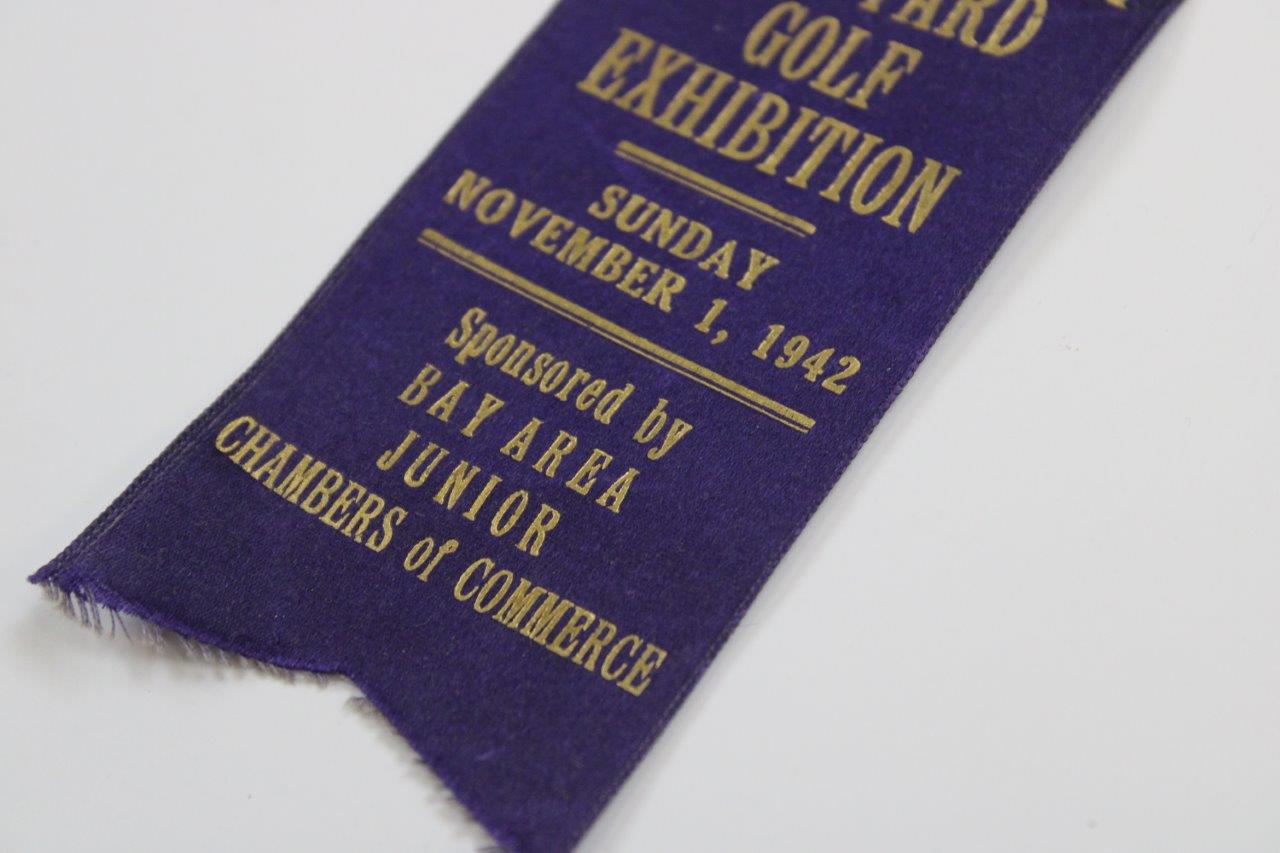 GOLF
EXHIBITION
SUNDAY
NOVEMBER 1, 1942
Sponsored by
BAY AREA
JUNIOR
CHAMBERS of COMMERCE